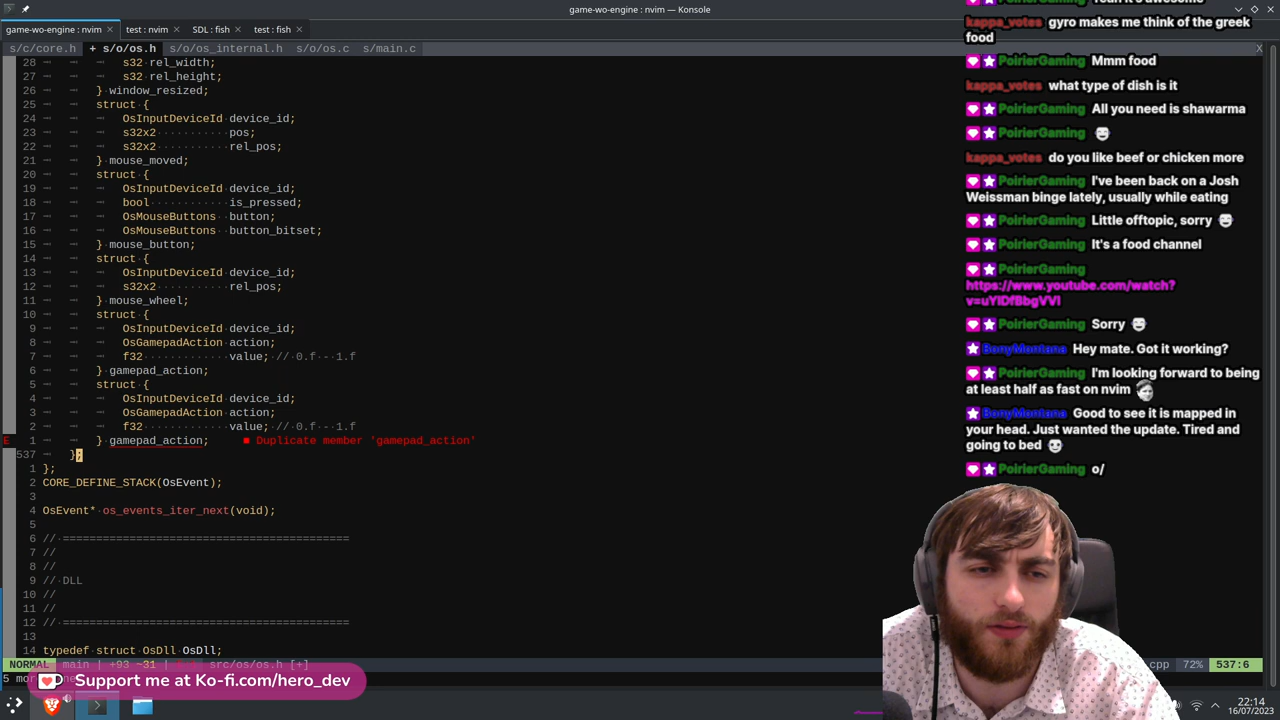 game-wo-engine : nvim — Konsole
game-wo-engine : nvim
test : nvim
SDL : fish
test : fish
s/c/core.h + s/o/os.h s/o/os_internal.h s/o/os.c s/main.c X
28 s32 rel_width;
27 s32 rel_height;
26 } window_resized;
25 struct {
24 OsInputDeviceId device_id;
23 s32x2 pos;
22 s32x2 rel_pos;
21 } mouse_moved;
20 struct {
19 OsInputDeviceId device_id;
18 bool is_pressed;
17 OsMouseButtons button;
16 OsMouseButtons button_bitset;
15 } mouse_button;
14 struct {
13 OsInputDeviceId device_id;
12 s32x2 rel_pos;
11 } mouse_wheel;
10 struct {
9 OsInputDeviceId device_id;
8 OsGamepadAction action;
7 f32 value; // 0.f - 1.f
6 } gamepad_action;
5 struct {
4 OsInputDeviceId device_id;
3 OsGamepadAction action;
2 f32 value; // 0.f - 1.f
E 1 } gamepad_action; ■ Duplicate member 'gamepad_action'
537 };
1 };
2 CORE_DEFINE_STACK(OsEvent);
3
4 OsEvent* os_events_iter_next(void);
5
6 // ===========================================
7 //
8 //
9 // DLL
10 //
11 //
12 // ===========================================
13
14 typedef struct OsDll OsDll;
NORMAL main | +93 ~31 | src/os/os.h [+] cpp 72% 537:6
5 more
Support me at Ko-fi.com/hero_dev
22:14
16/07/2023
kappa_votes gyro makes me think of the greek
food
PoirierGaming Mmm food
kappa_votes what type of dish is it
PoirierGaming All you need is shawarma
PoirierGaming
kappa_votes do you like beef or chicken more
PoirierGaming I've been back on a Josh
Weissman binge lately, usually while eating
PoirierGaming Little offtopic, sorry
PoirierGaming It's a food channel
PoirierGaming
https://www.youtube.com/watch?
PoirierGaming Sorry
BonyMontana Hey mate. Got it working?
PoirierGaming I'm looking forward to being
at least half as fast on nvim
BonyMontana Good to see it is mapped in
your head. Just wanted the update. Tired and
going to bed
PoirierGaming o/